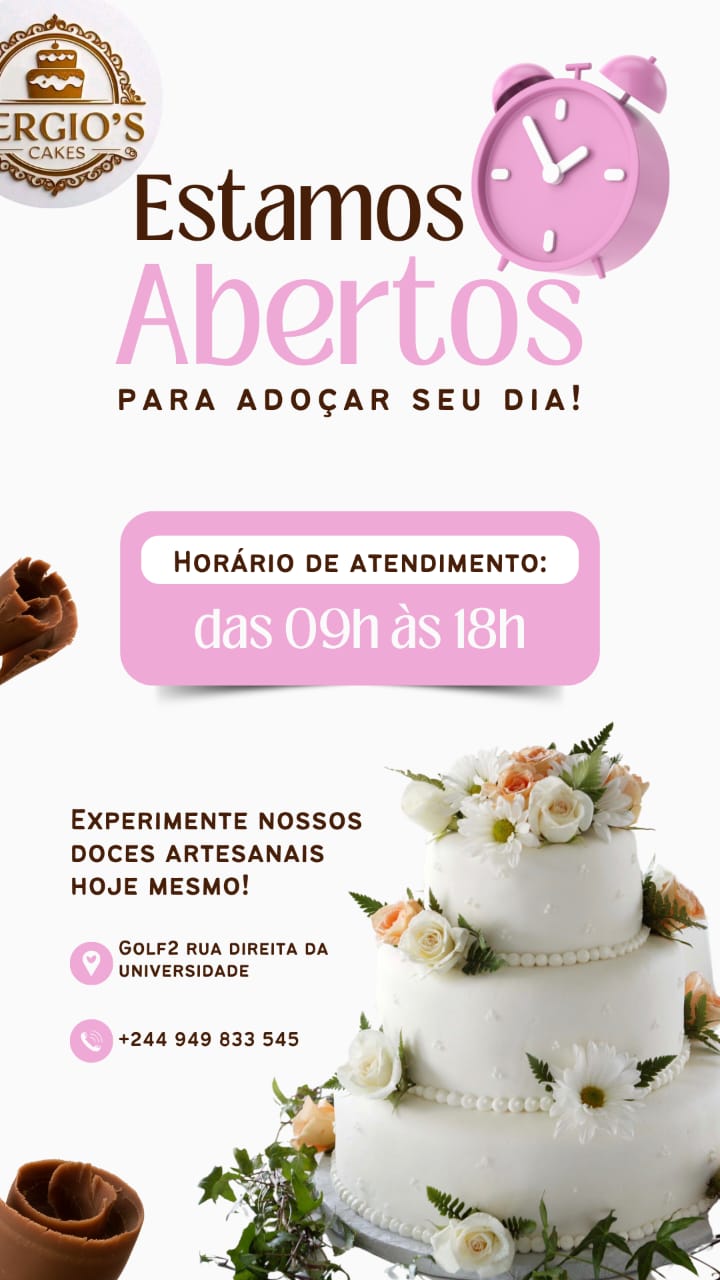 ERGIO'S
CAKES
Estamos
Abertos
PARA ADOÇAR SEU DIA!
HORÁRIO DE ATENDIMENTO:
das 09h às 18h
EXPERIMENTE NOSSOS
DOCES ARTESANAIS
HOJE MESMO!
GOLF2 RUA DIREITA DA
UNIVERSIDADE
+244 949 833 545